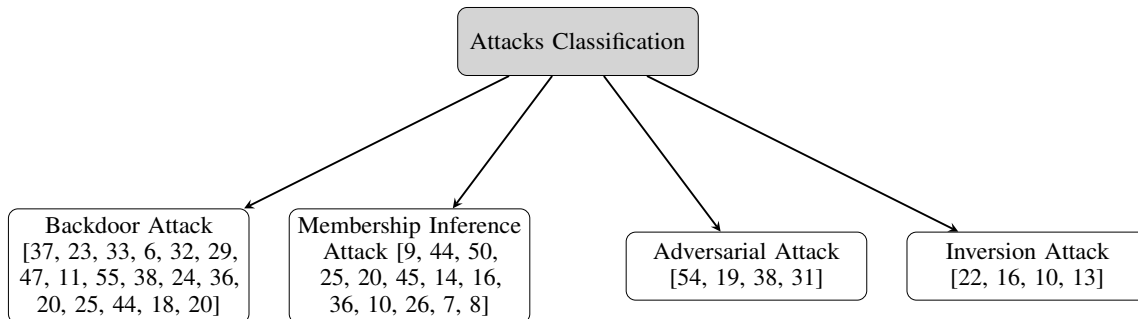 Attacks Classification
Backdoor Attack
[37, 23, 33, 6, 32, 29,
47, 11, 55, 38, 24, 36,
20, 25, 44, 18, 20]
Membership Inference
Attack [9, 44, 50,
25, 20, 45, 14, 16,
36, 10, 26, 7, 8]
Adversarial Attack
[54, 19, 38, 31]
Inversion Attack
[22, 16, 10, 13]